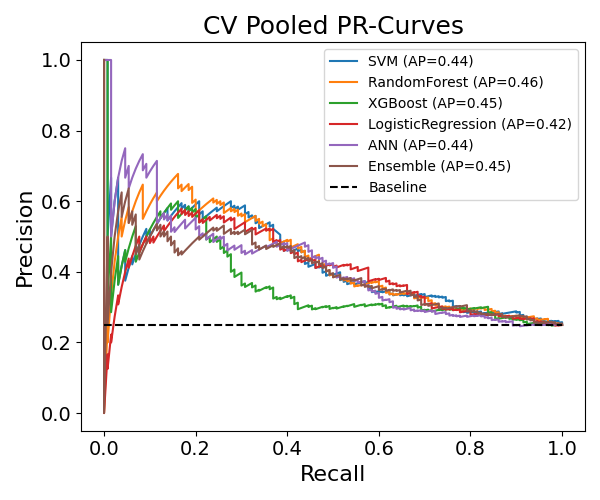 CV Pooled PR-Curves
SVM (AP=0.44)
RandomForest (AP=0.46)
XGBoost (AP=0.45)
LogisticRegression (AP=0.42)
ANN (AP=0.44)
Ensemble (AP=0.45)
Baseline
Precision
1.0
0.8
0.6
0.4
0.2
0.0
0.0 0.2 0.4 0.6 0.8 1.0
Recall